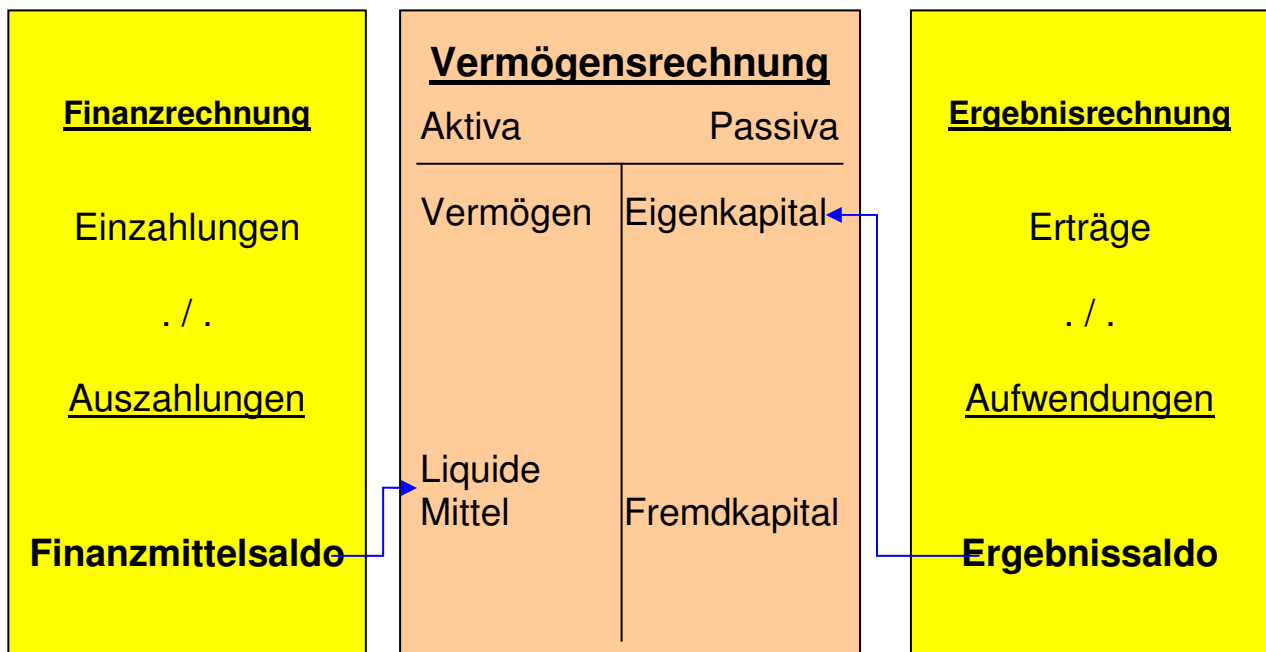 Finanzrechnung
Einzahlungen
. / .
Auszahlungen
Finanzmittelsaldo
Vermögensrechnung
Aktiva Passiva
Vermögen Eigenkapital
Liquide
Mittel Fremdkapital
Ergebnisrechnung
Erträge
. / .
Aufwendungen
Ergebnissaldo